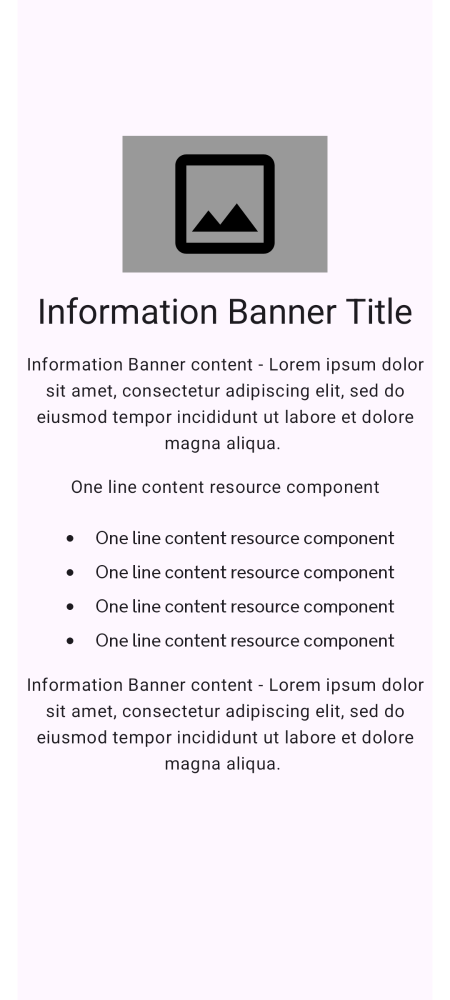 Information Banner Title
Information Banner content - Lorem ipsum dolor
sit amet, consectetur adipiscing elit, sed do
eiusmod tempor incididunt ut labore et dolore
magna aliqua.
One line content resource component
• One line content resource component
• One line content resource component
• One line content resource component
• One line content resource component
Information Banner content - Lorem ipsum dolor
sit amet, consectetur adipiscing elit, sed do
eiusmod tempor incididunt ut labore et dolore
magna aliqua.